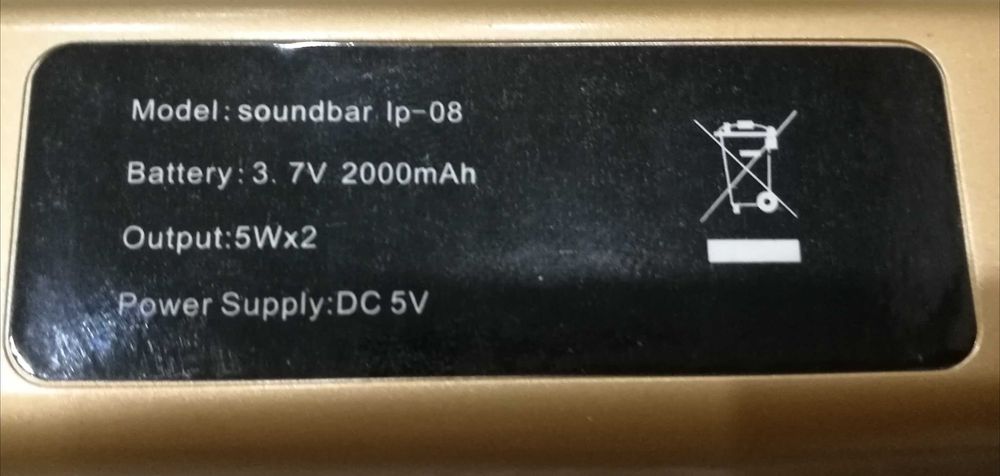 Model: soundbar lp-08
Battery: 3. 7V 2000mAh
Output:5Wx2
Power Supply:DC 5V